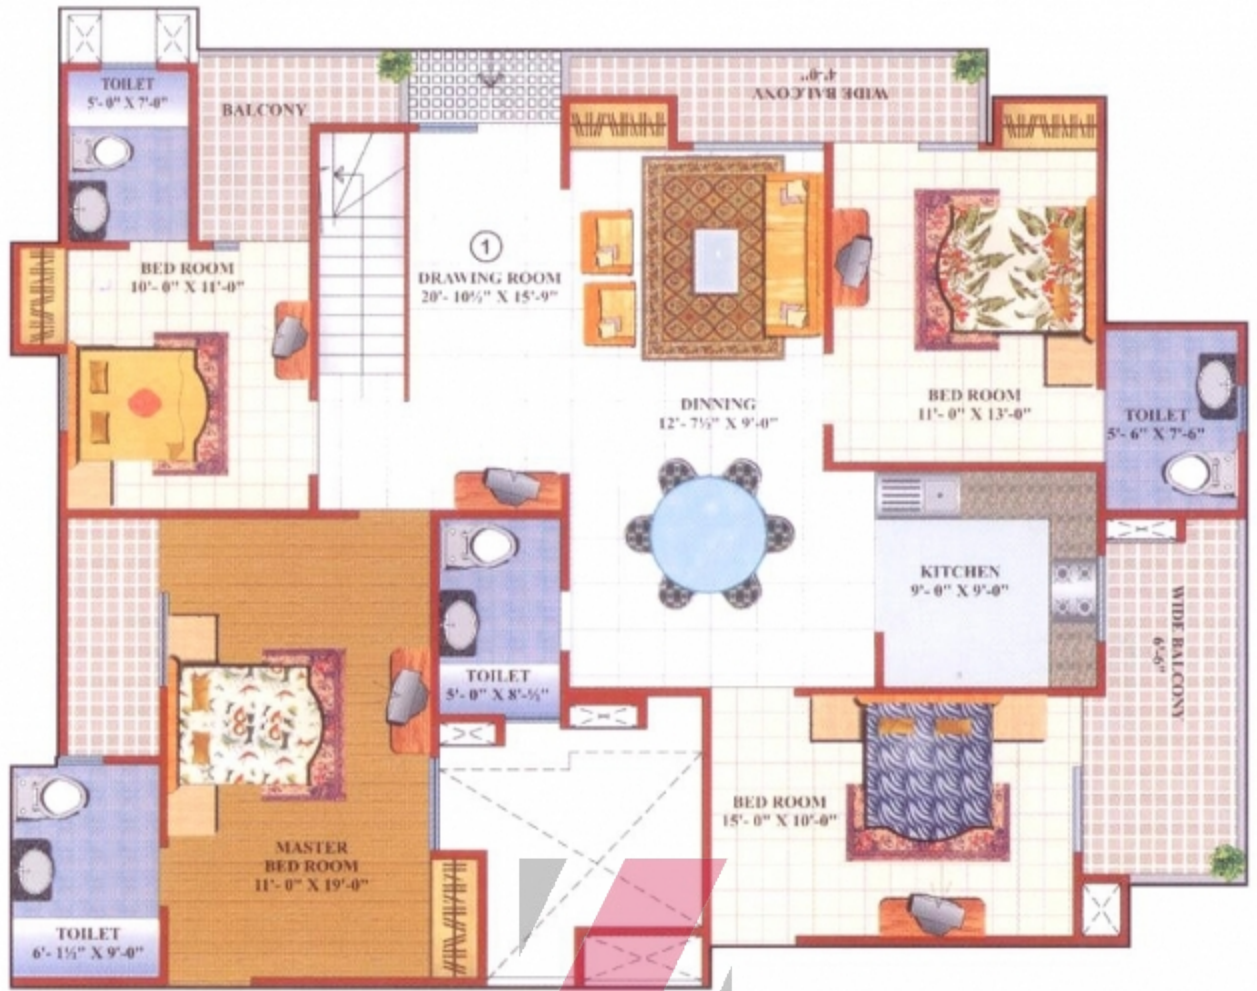 TOILET
5'- 0" X 7'-0"
BALCONY
WIDE BALCONY
4'-0"
BED ROOM
10'- 0" X 11'-0"
1
DRAWING ROOM
20'- 10½" X 15'-9"
DINNING
12'- 7½" X 9'-0"
BED ROOM
11'- 0" X 13'-0"
TOILET
5'- 6" X 7'-6"
KITCHEN
9'- 0" X 9'-0"
WIDE BALCONY
6'-6"
TOILET
5'- 0" X 8'-½"
BED ROOM
15'- 0" X 10'-0"
MASTER
BED ROOM
11'- 0" X 19'-0"
TOILET
6'- 1½" X 9'-0"